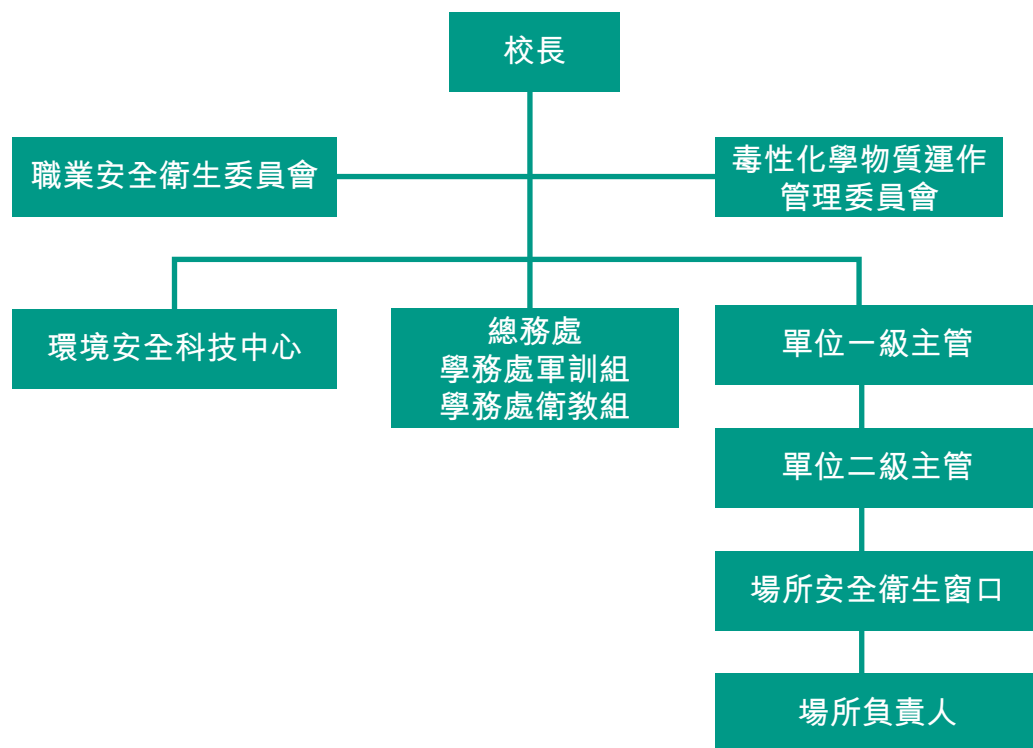 校長
職業安全衛生委員會
毒性化學物質運作
管理委員會
環境安全科技中心
總務處
學務處軍訓組
學務處衛教組
單位一級主管
單位二級主管
場所安全衛生窗口
場所負責人